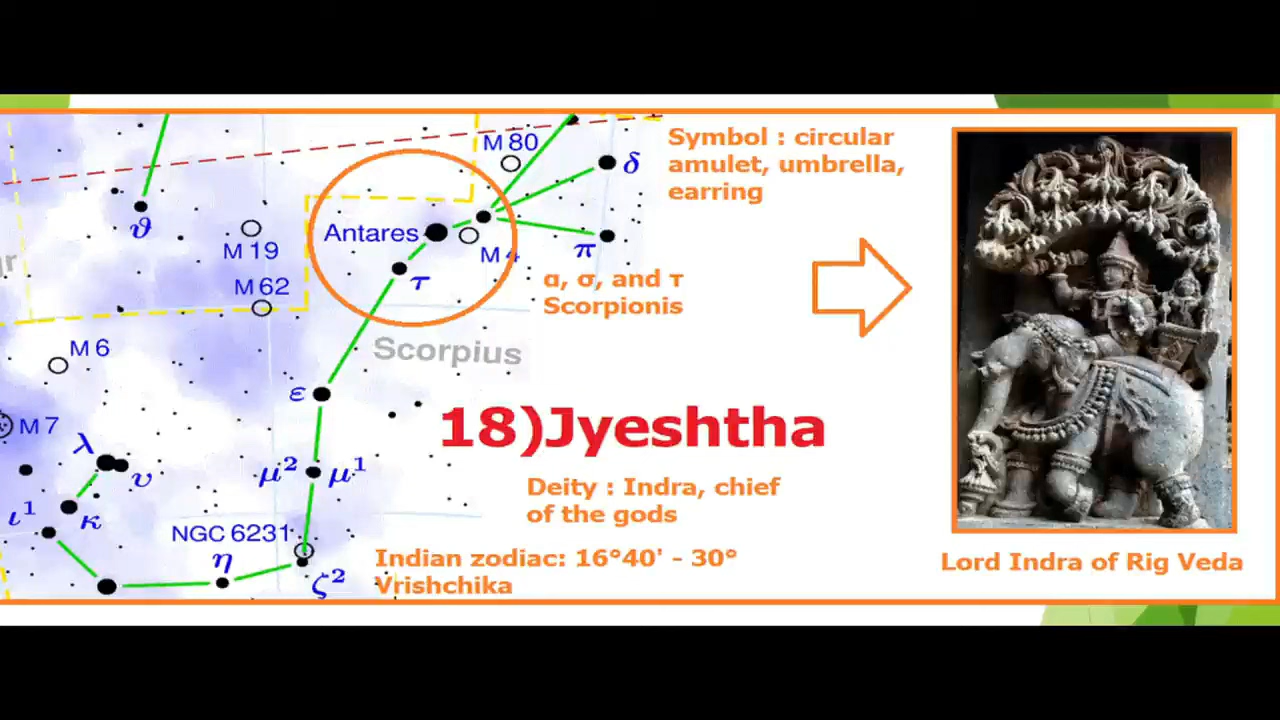 M 80
δ
Symbol : circular
amulet, umbrella,
earring
ϑ
Antares
M 19
M 4
π
τ
α, σ, and τ
Scorpionis
M 62
M 6
Scorpius
ε
M 7
λ
υ
18)Jyeshtha
μ² μ¹
Deity : Indra, chief
of the gods
ι¹
κ
NGC 6231
η
ζ²
Indian zodiac: 16°40' - 30°
Vrishchika
Lord Indra of Rig Veda